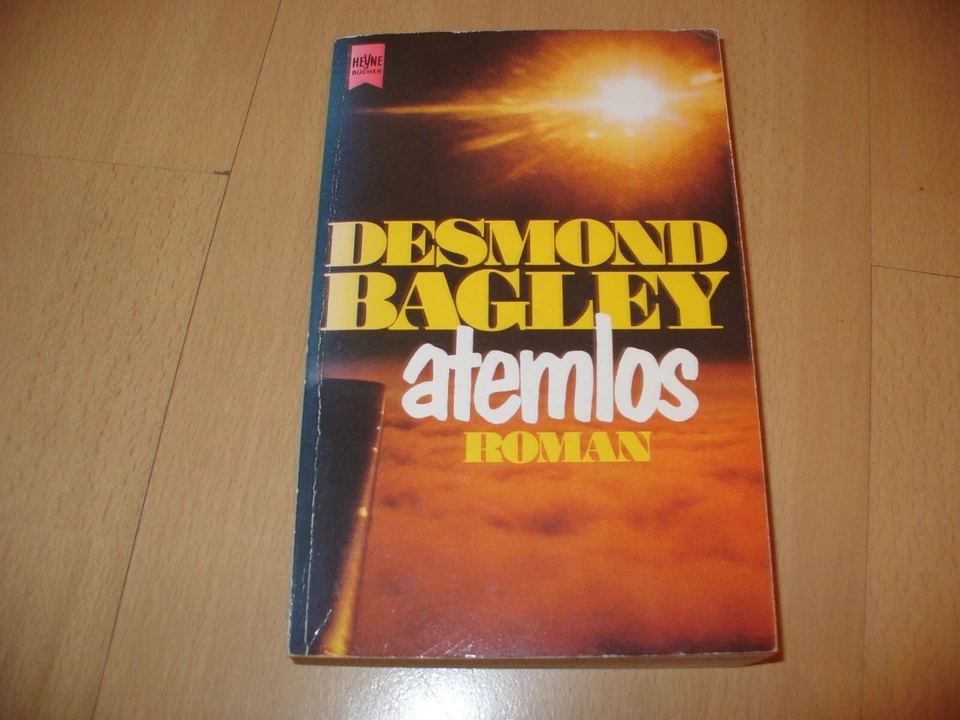 HEYNE
BÜCHER
DESMOND
BAGLEY
atemlos
ROMAN